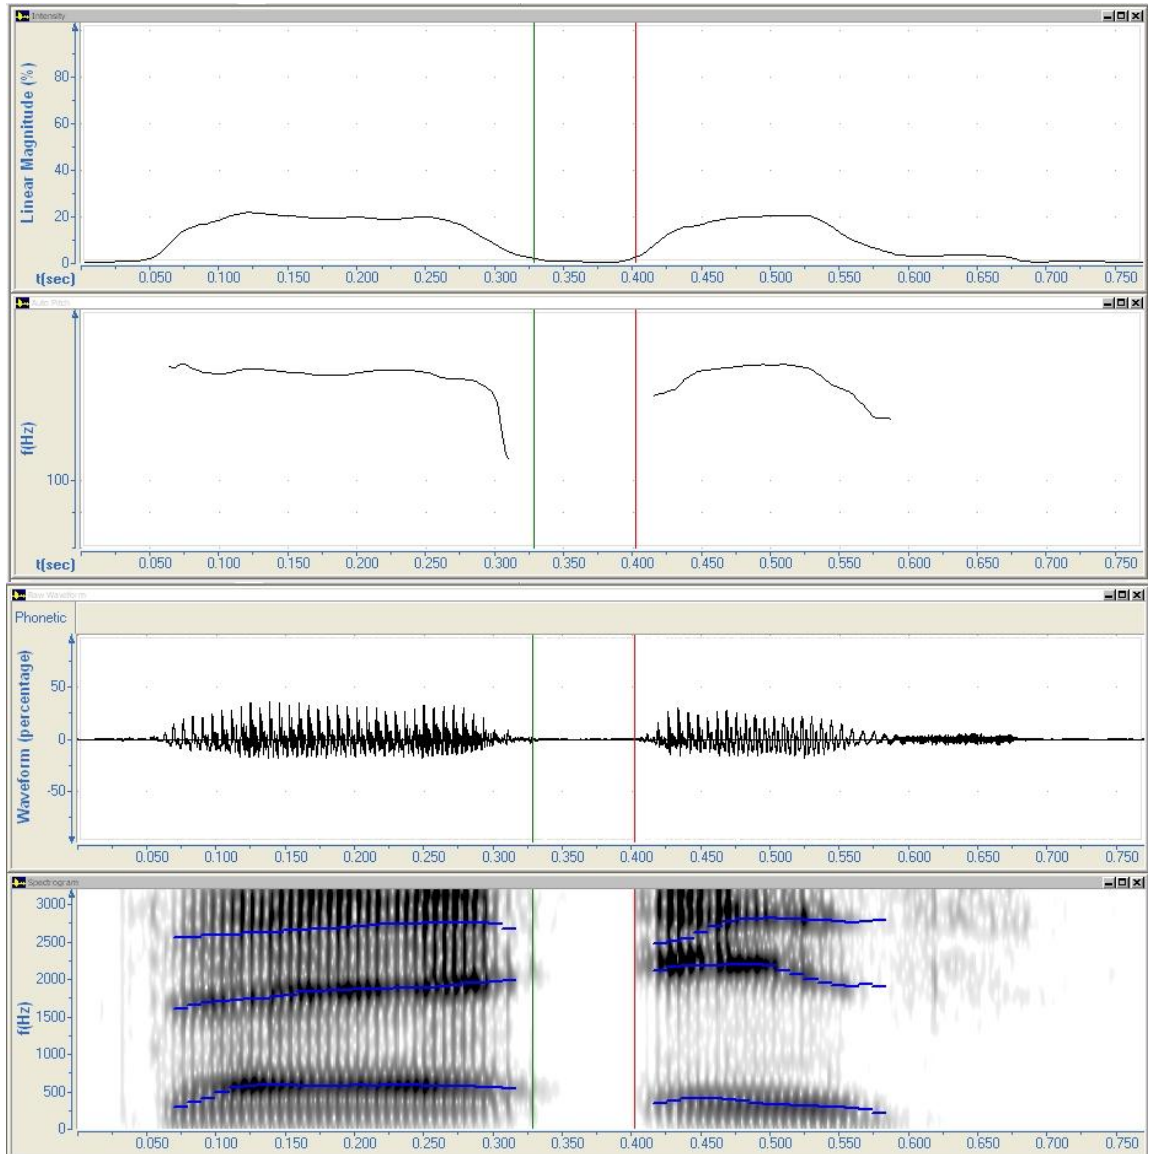 Intensity
Linear Magnitude (%)
80
60
40
20
0
t(sec)
0.050 0.100 0.150 0.200 0.250 0.300 0.350 0.400 0.450 0.500 0.550 0.600 0.650 0.700 0.750
Auto Pitch
f(Hz)
100
t(sec)
0.050 0.100 0.150 0.200 0.250 0.300 0.350 0.400 0.450 0.500 0.550 0.600 0.650 0.700 0.750
Raw Waveform
Phonetic
Waveform (percentage)
50
0
-50
0.050 0.100 0.150 0.200 0.250 0.300 0.350 0.400 0.450 0.500 0.550 0.600 0.650 0.700 0.750
Spectrogram
f(Hz)
3000
2500
2000
1500
1000
500
0
0.050 0.100 0.150 0.200 0.250 0.300 0.350 0.400 0.450 0.500 0.550 0.600 0.650 0.700 0.750